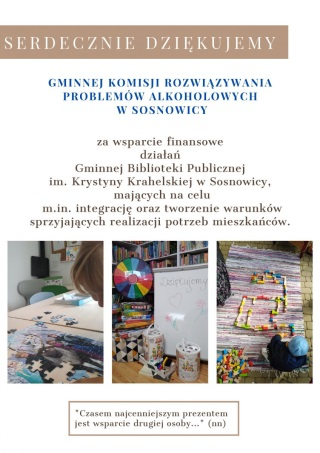 SERDECZNIE DZIĘKUJEMY
GMINNEJ KOMISJI ROZWIĄZYWANIA
PROBLEMÓW ALKOHOLOWYCH
W SOSNOWICY
za wsparcie finansowe
działań
Gminnej Biblioteki Publicznej
im. Krystyny Krahelskiej w Sosnowicy,
mających na celu
m.in. integrację oraz tworzenie warunków
sprzyjających realizacji potrzeb mieszkańców.
Dziękujemy
"Czasem najcenniejszym prezentem
jest wsparcie drugiej osoby..." (nn)